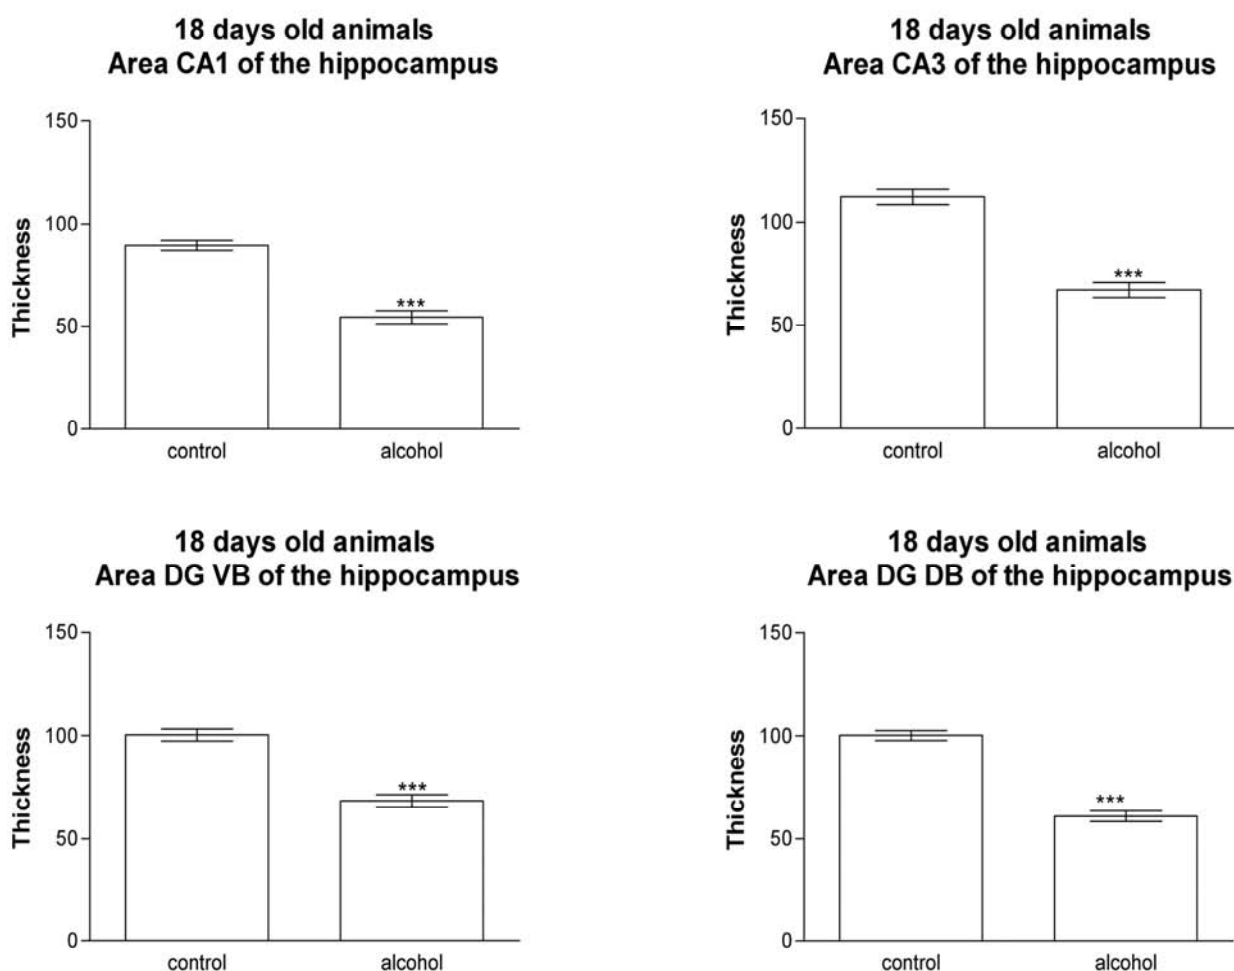 18 days old animals
Area CA1 of the hippocampus
150
100
50
0
Thickness
***
control
alcohol
18 days old animals
Area CA3 of the hippocampus
150
100
50
0
Thickness
***
control
alcohol
18 days old animals
Area DG VB of the hippocampus
150
100
50
0
Thickness
***
control
alcohol
18 days old animals
Area DG DB of the hippocampus
150
100
50
0
Thickness
***
control
alcohol